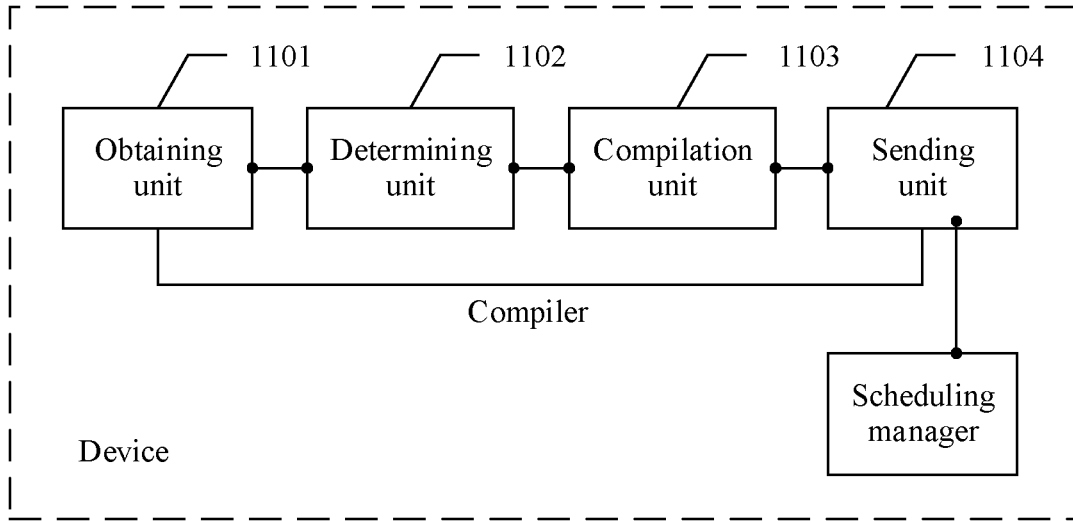 1101
1102
1103
1104
Obtaining
unit
Determining
unit
Compilation
unit
Sending
unit
Compiler
Scheduling
manager
Device